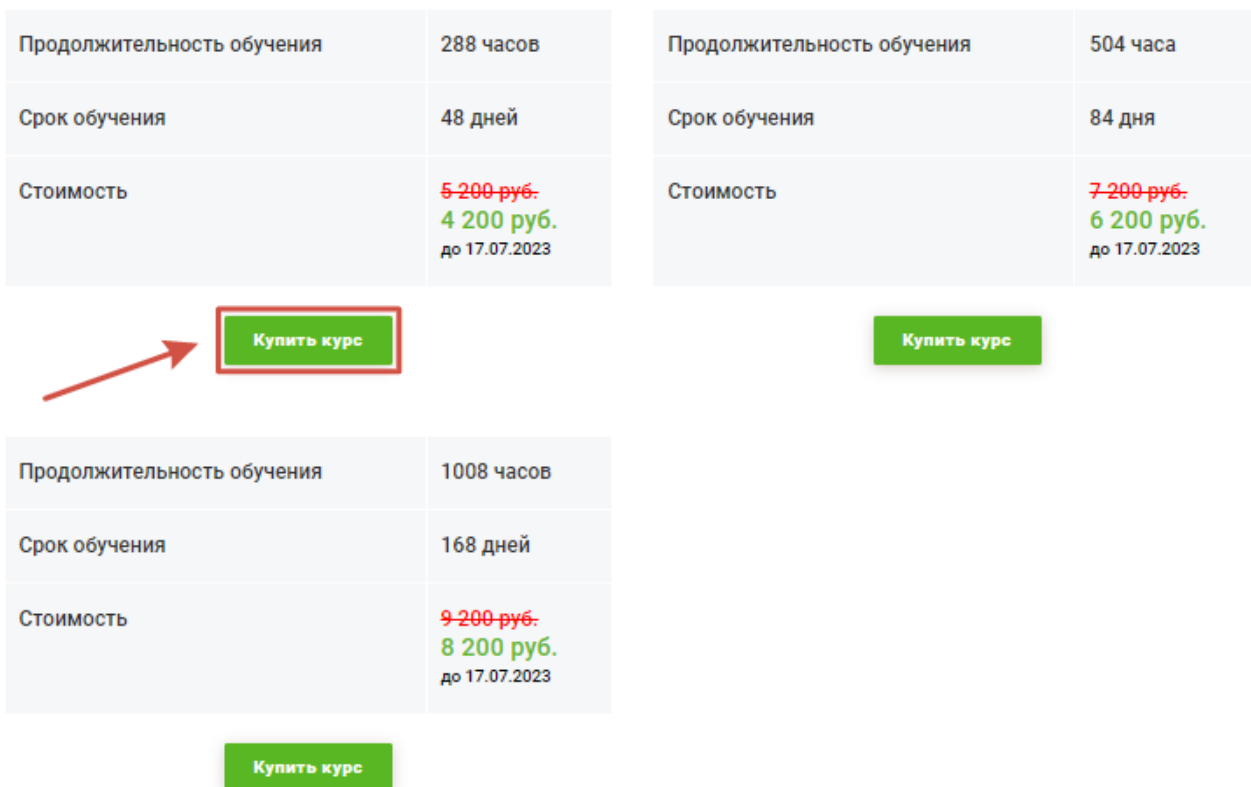 Продолжительность обучения 288 часов
Срок обучения 48 дней
Стоимость 5 200 руб.
4 200 руб.
до 17.07.2023
Купить курс
Продолжительность обучения 504 часа
Срок обучения 84 дня
Стоимость 7 200 руб.
6 200 руб.
до 17.07.2023
Купить курс
Продолжительность обучения 1008 часов
Срок обучения 168 дней
Стоимость 9 200 руб.
8 200 руб.
до 17.07.2023
Купить курс